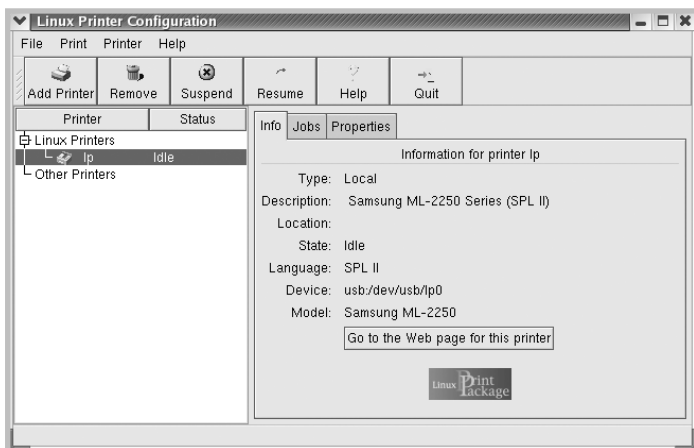 Linux Printer Configuration
File Print Printer Help
Add Printer Remove Suspend Resume Help Quit
Printer Status
Linux Printers
lp Idle
Other Printers
Info Jobs Properties
Information for printer lp
Type: Local
Description: Samsung ML-2250 Series (SPL II)
Location:
State: Idle
Language: SPL II
Device: usb:/dev/usb/lp0
Model: Samsung ML-2250
Go to the Web page for this printer
Linux Print Package